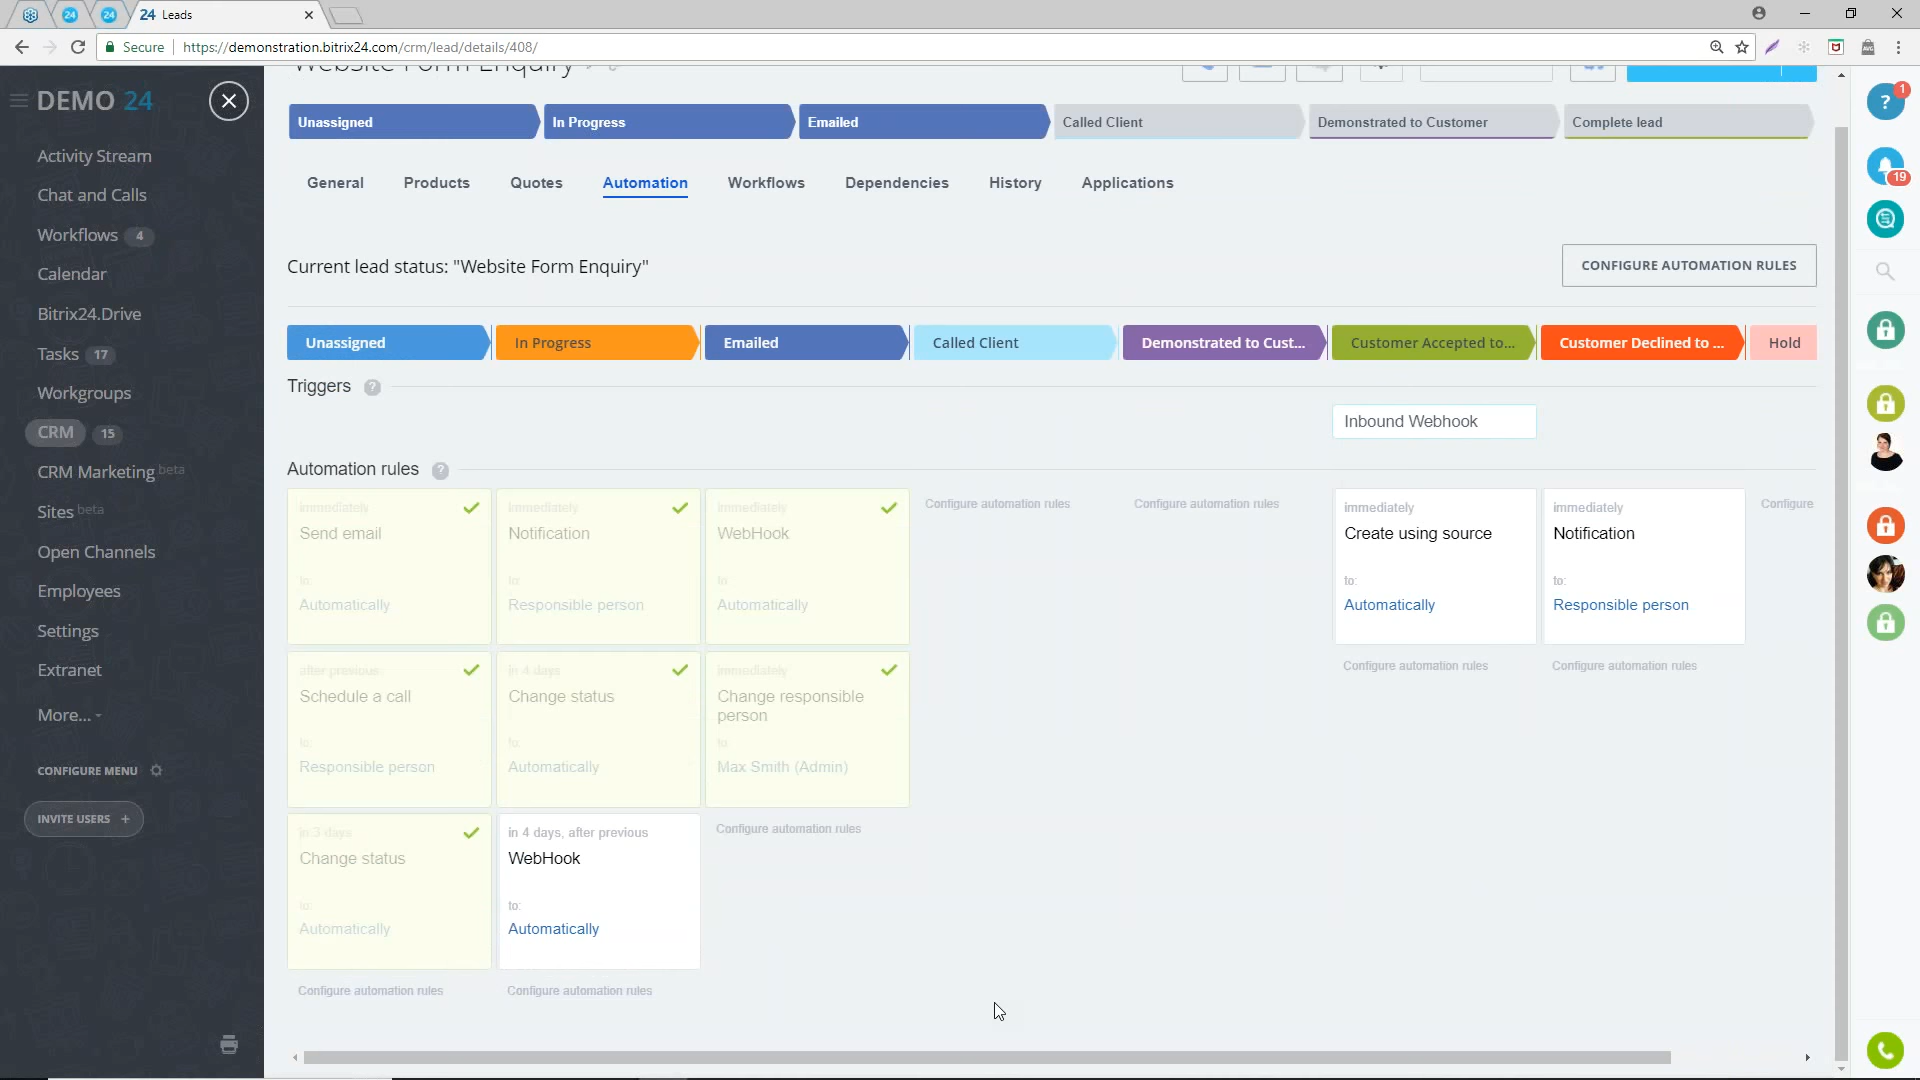 24 Leads
Secure https://demonstration.bitrix24.com/crm/lead/details/408/
Website Form Enquiry
DEMO 24
Activity Stream
Chat and Calls
Workflows 4
Calendar
Bitrix24.Drive
Tasks 17
Workgroups
CRM 15
CRM Marketing beta
Sites beta
Open Channels
Employees
Settings
Extranet
More...
CONFIGURE MENU
INVITE USERS +
Unassigned In Progress Emailed Called Client Demonstrated to Customer Complete lead
General Products Quotes Automation Workflows Dependencies History Applications
Current lead status: "Website Form Enquiry"
CONFIGURE AUTOMATION RULES
Unassigned In Progress Emailed Called Client Demonstrated to Cust... Customer Accepted to... Customer Declined to ... Hold
Triggers ?
Inbound Webhook
Automation rules ?
immediately
Send email
to:
Automatically
after previous
Schedule a call
to:
Responsible person
in 3 days
Change status
to:
Automatically
Configure automation rules
immediately
Notification
to:
Responsible person
in 4 days
Change status
to:
Automatically
in 4 days, after previous
WebHook
to:
Automatically
Configure automation rules
immediately
WebHook
to:
Automatically
immediately
Change responsible
person
to:
Max Smith (Admin)
Configure automation rules
Configure automation rules
Configure automation rules
immediately
Create using source
to:
Automatically
Configure automation rules
immediately
Notification
to:
Responsible person
Configure automation rules
Configure
? 1
19
24
24